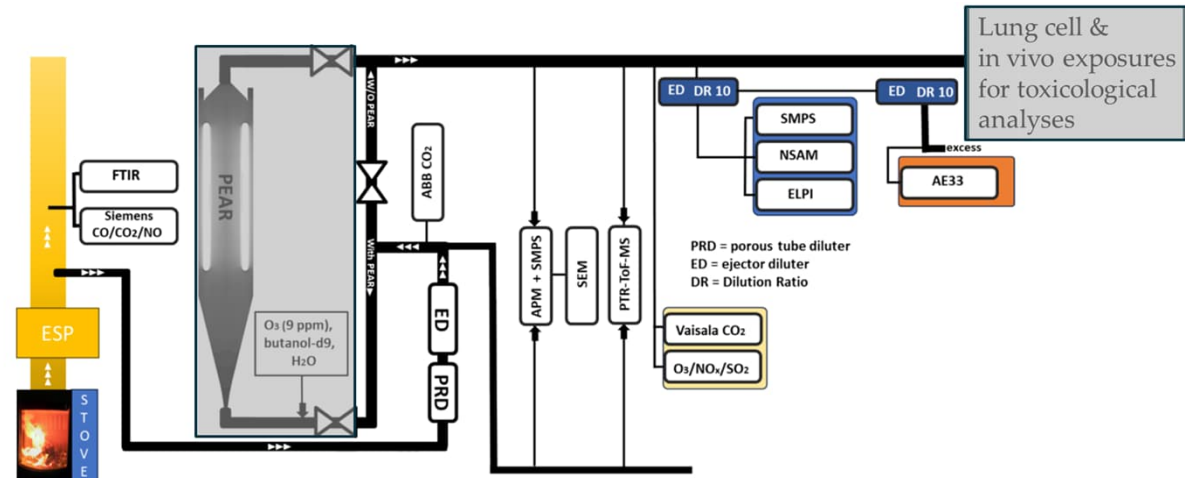 Lung cell &
in vivo exposures
for toxicological
analyses
W/O PEAR
With PEAR
ABB CO₂
ED DR 10
ED DR 10
SMPS
NSAM
ELPI
excess
AE33
FTIR
Siemens
CO/CO₂/NO
PEAR
APM + SMPS
SEM
PTR-ToF-MS
PRD = porous tube diluter
ED = ejector diluter
DR = Dilution Ratio
O₃ (9 ppm),
butanol-d9,
H₂O
ED
PRD
Vaisala CO₂
O₃/NOₓ/SO₂
ESP
STOVE